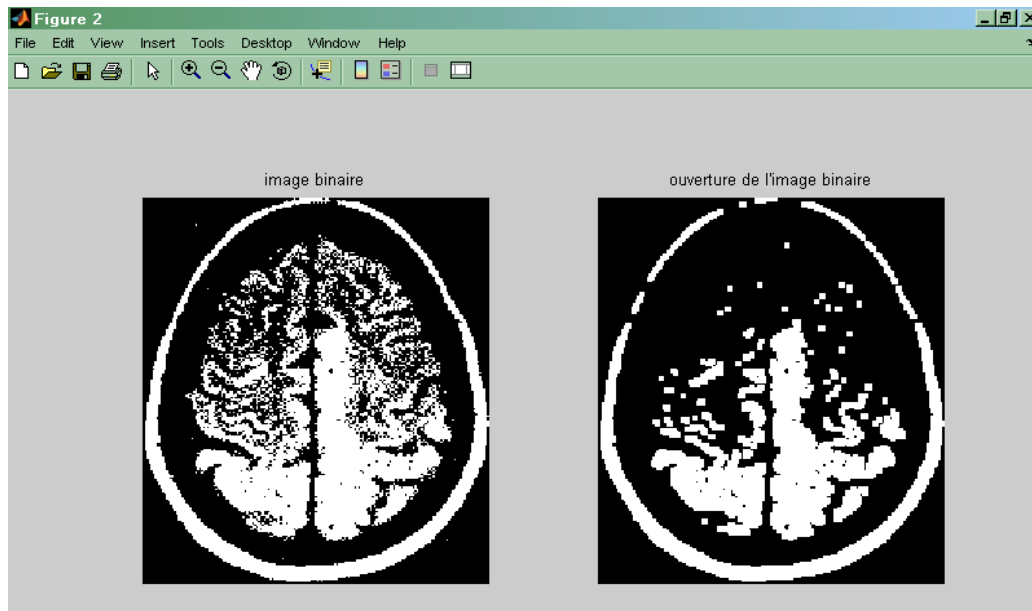 Figure 2
File Edit View Insert Tools Desktop Window Help
image binaire
ouverture de l'image binaire